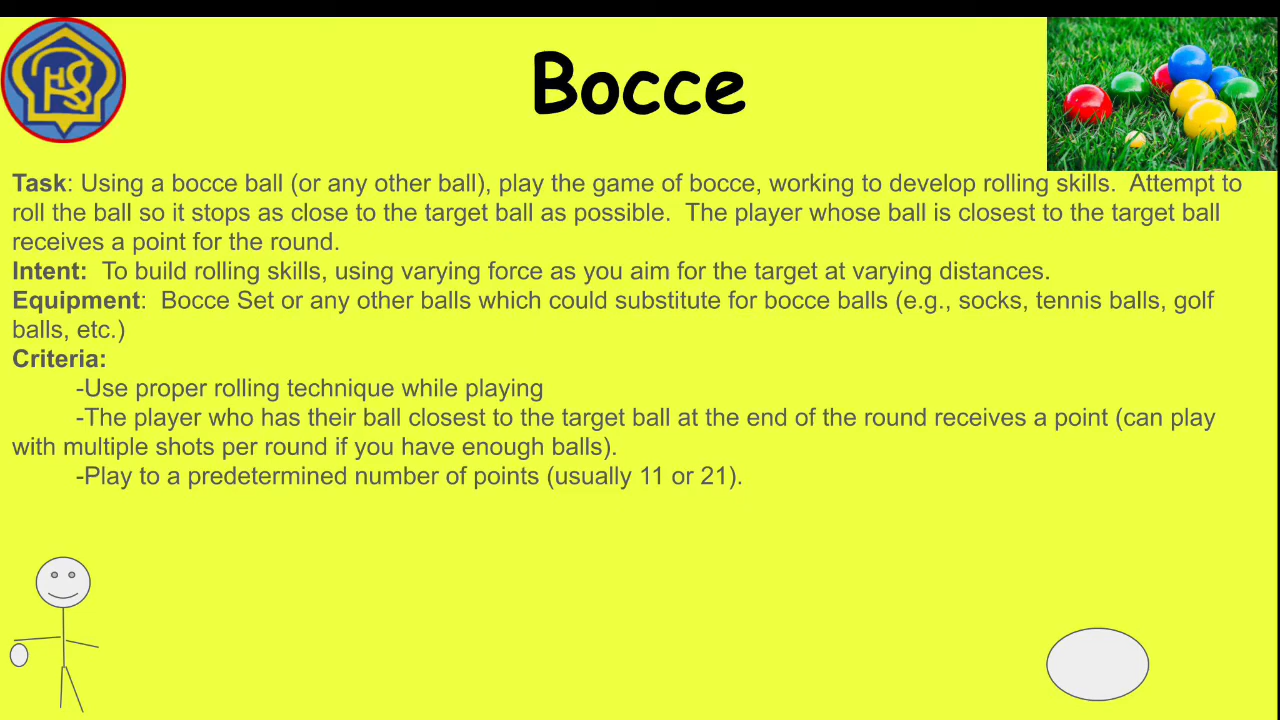 Bocce
Task: Using a bocce ball (or any other ball), play the game of bocce, working to develop rolling skills.  Attempt to
roll the ball so it stops as close to the target ball as possible.  The player whose ball is closest to the target ball
receives a point for the round.
Intent:  To build rolling skills, using varying force as you aim for the target at varying distances.
Equipment:  Bocce Set or any other balls which could substitute for bocce balls (e.g., socks, tennis balls, golf
balls, etc.)
Criteria:
-Use proper rolling technique while playing
-The player who has their ball closest to the target ball at the end of the round receives a point (can play
with multiple shots per round if you have enough balls).
-Play to a predetermined number of points (usually 11 or 21).